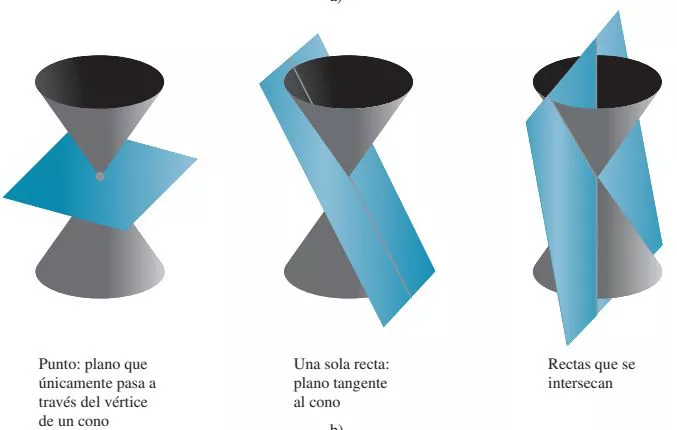 a)
Punto: plano que
únicamente pasa a
través del vértice
de un cono
Una sola recta:
plano tangente
al cono
Rectas que se
intersecan
b)